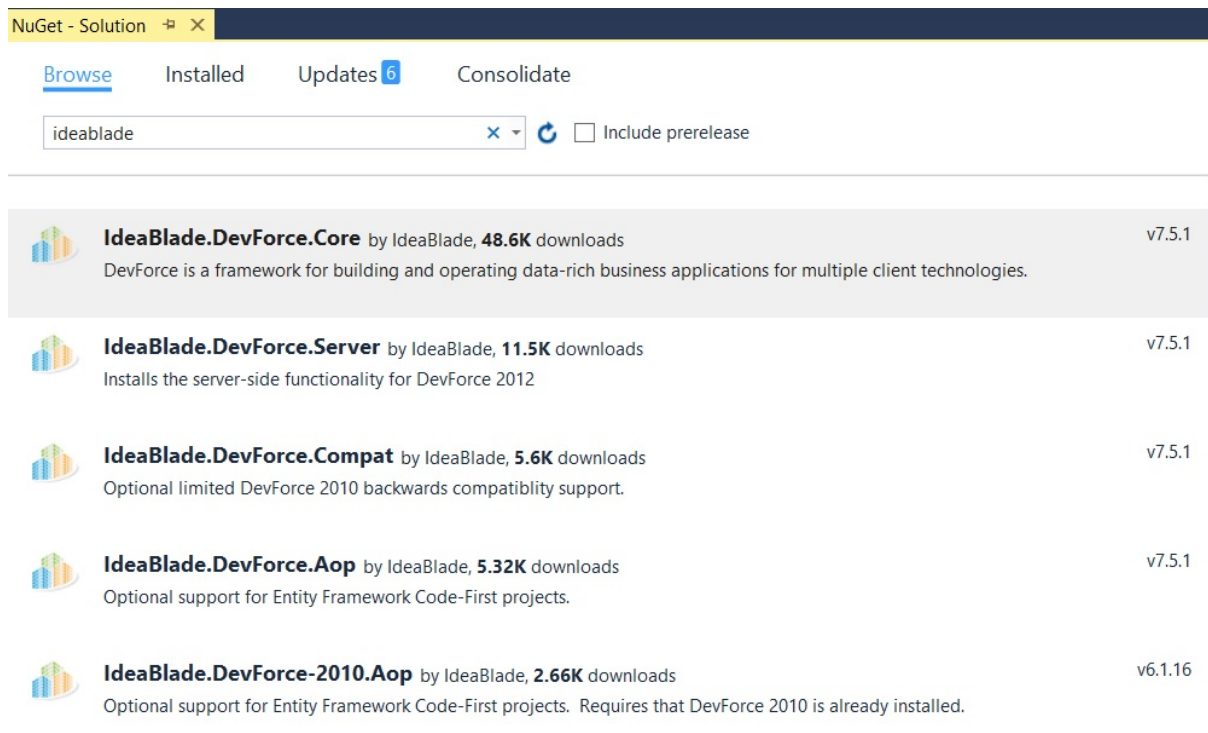 NuGet - Solution
Browse Installed Updates 6 Consolidate
ideablade Include prerelease
IdeaBlade.DevForce.Core by IdeaBlade, 48.6K downloads v7.5.1
DevForce is a framework for building and operating data-rich business applications for multiple client technologies.
IdeaBlade.DevForce.Server by IdeaBlade, 11.5K downloads v7.5.1
Installs the server-side functionality for DevForce 2012
IdeaBlade.DevForce.Compat by IdeaBlade, 5.6K downloads v7.5.1
Optional limited DevForce 2010 backwards compatiblity support.
IdeaBlade.DevForce.Aop by IdeaBlade, 5.32K downloads v7.5.1
Optional support for Entity Framework Code-First projects.
IdeaBlade.DevForce-2010.Aop by IdeaBlade, 2.66K downloads v6.1.16
Optional support for Entity Framework Code-First projects. Requires that DevForce 2010 is already installed.